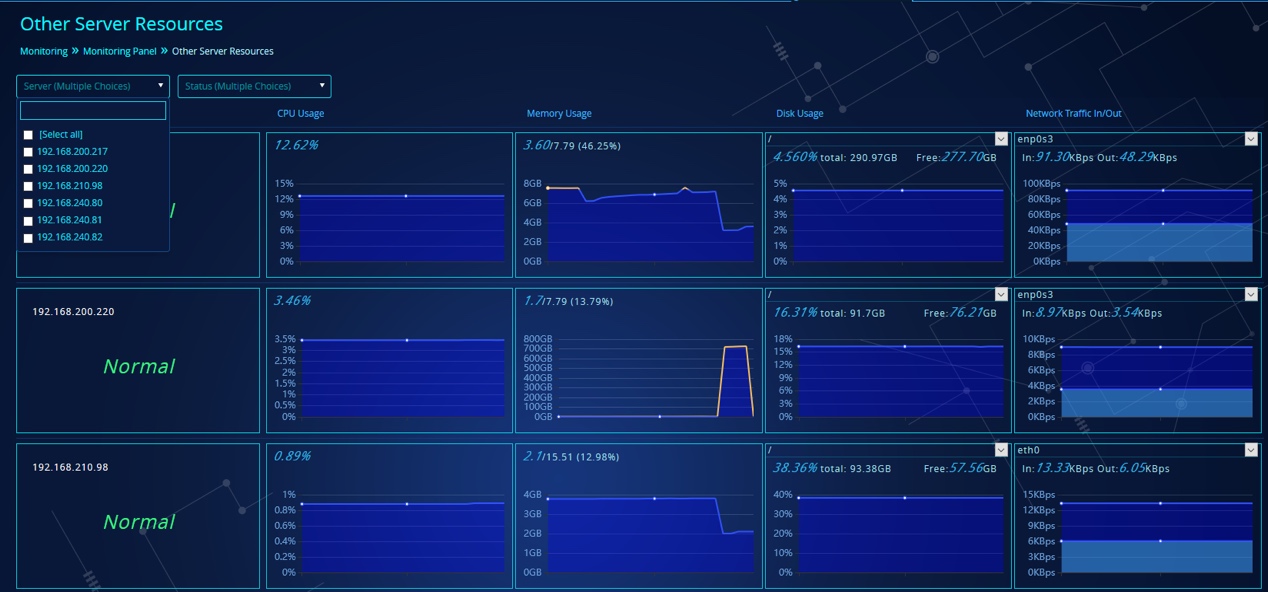 Other Server Resources
Monitoring » Monitoring Panel » Other Server Resources
Server (Multiple Choices) Status (Multiple Choices)
[Select all]
192.168.200.217
192.168.200.220
192.168.210.98
192.168.240.80
192.168.240.81
192.168.240.82
CPU Usage Memory Usage Disk Usage Network Traffic In/Out
12.62%
15%
12%
9%
6%
3%
0%
3.60/7.79 (46.25%)
8GB
6GB
4GB
2GB
0GB
/
4.560% total: 290.97GB Free:277.70GB
5%
4%
3%
2%
1%
0%
enp0s3
In:91.30KBps Out:48.29KBps
100KBps
80KBps
60KBps
40KBps
20KBps
0KBps
192.168.200.220
Normal
3.46%
3.5%
3%
2.5%
2%
1.5%
1%
0.5%
0%
1.7/7.79 (13.79%)
800GB
700GB
600GB
500GB
400GB
300GB
200GB
100GB
0GB
/
16.31% total: 91.7GB Free:76.27GB
18%
15%
12%
9%
6%
3%
0%
enp0s3
In:8.97KBps Out:3.54KBps
10KBps
8KBps
6KBps
4KBps
2KBps
0KBps
192.168.210.98
Normal
0.89%
1%
0.8%
0.6%
0.4%
0.2%
0%
2.1/15.51 (12.98%)
4GB
3GB
2GB
1GB
0GB
/
38.36% total: 93.38GB Free:57.56GB
40%
30%
20%
10%
0%
eth0
In:13.33KBps Out:6.05KBps
15KBps
12KBps
9KBps
6KBps
3KBps
0KBps